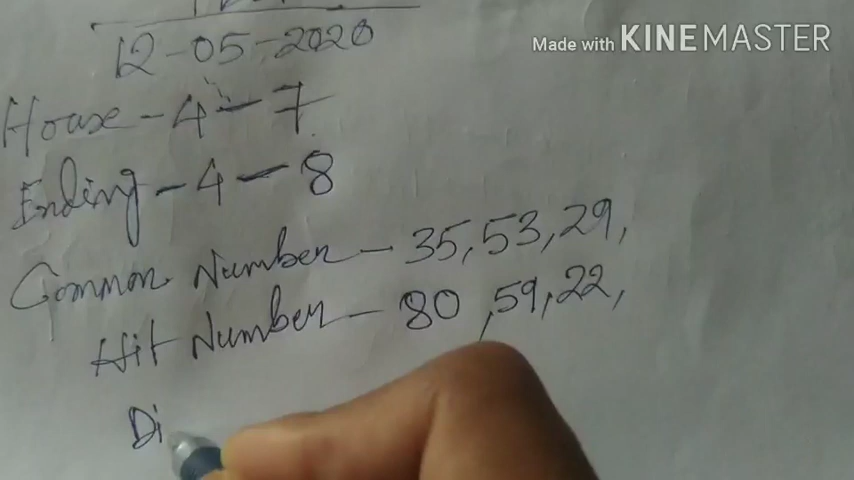 12-05-2020
Made with KINEMASTER
House - 4 - 7
Ending - 4 - 8
Common Number - 35, 53, 29,
Hit Number - 80, 59, 22,
Di